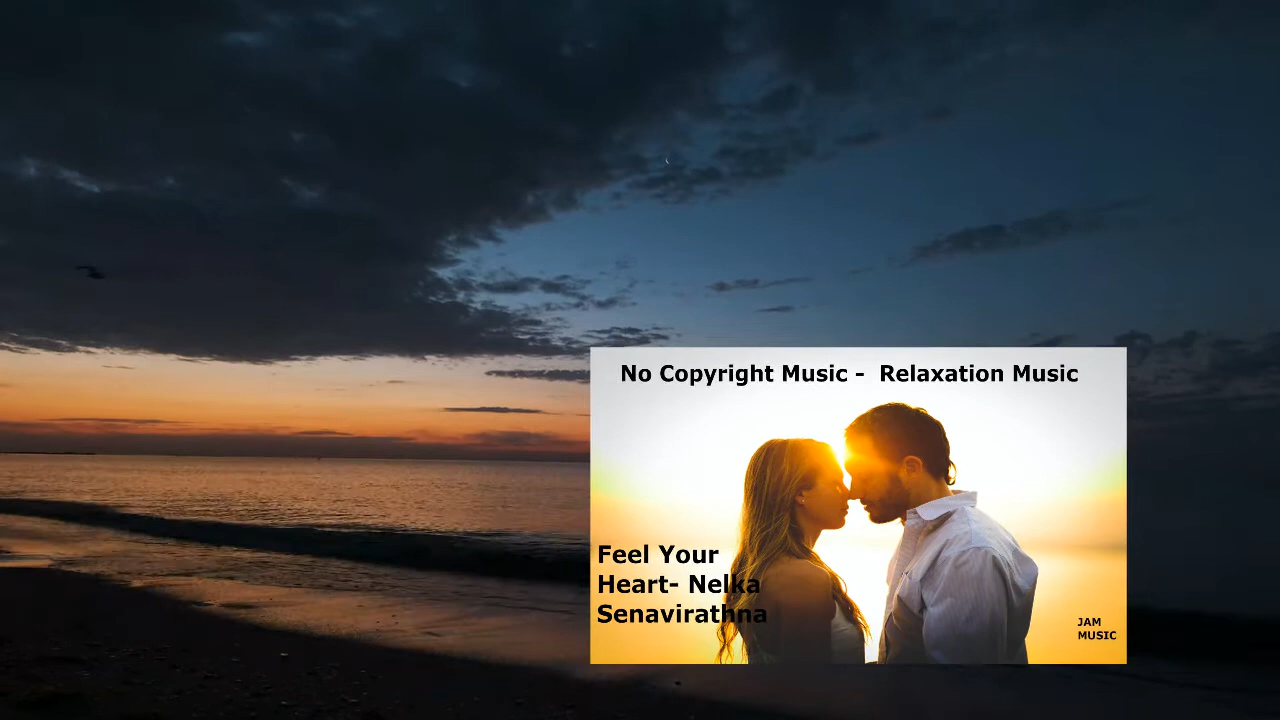 No Copyright Music -  Relaxation Music
Feel Your
Heart- Nelka
Senavirathna
JAM
MUSIC